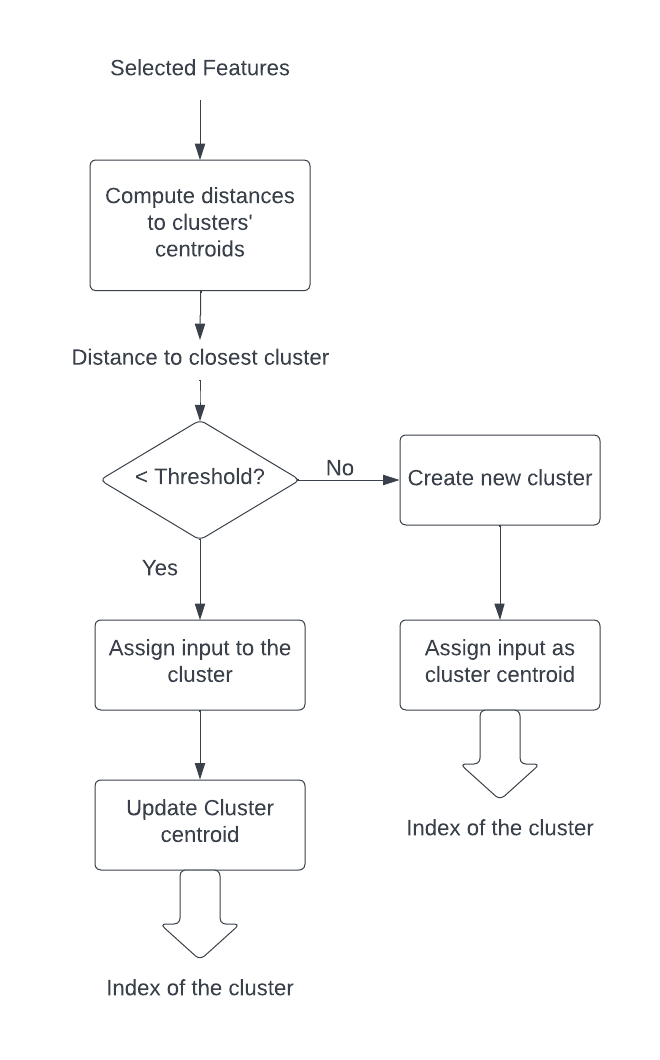 Selected Features
Compute distances
to clusters'
centroids
Distance to closest cluster
< Threshold?
No
Create new cluster
Yes
Assign input to the
cluster
Assign input as
cluster centroid
Update Cluster
centroid
Index of the cluster
Index of the cluster